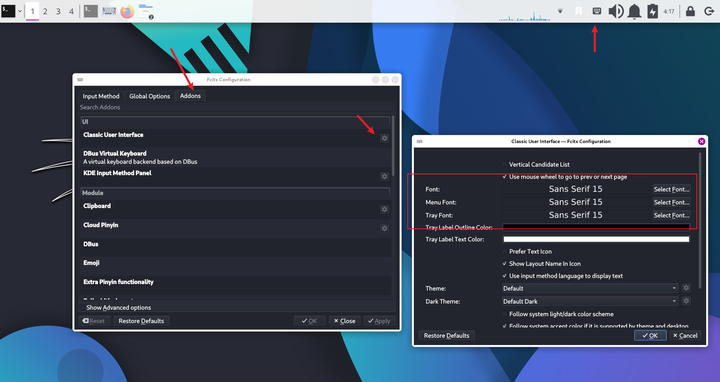 1 2 3 4
4:17
Fcitx Configuration
Input Method Global Options Addons
Search Addons
UI
Classic User Interface
DBus Virtual Keyboard
A virtual keyboard backend based on DBus
KDE Input Method Panel
Module
Clipboard
Cloud Pinyin
DBus
Emoji
Extra Pinyin functionality
Show Advanced options
Reset Restore Defaults OK Close Apply
Classic User Interface — Fcitx Configuration
Vertical Candidate List
Use mouse wheel to go to prev or next page
Font: Sans Serif 15 Select Font...
Menu Font: Sans Serif 15 Select Font...
Tray Font: Sans Serif 15 Select Font...
Tray Label Outline Color:
Tray Label Text Color:
Prefer Text Icon
Show Layout Name In Icon
Use input method language to display text
Theme: Default
Dark Theme: Default Dark
Follow system light/dark color scheme
Follow system accent color if it is supported by theme and desktop
Restore Defaults OK Cancel